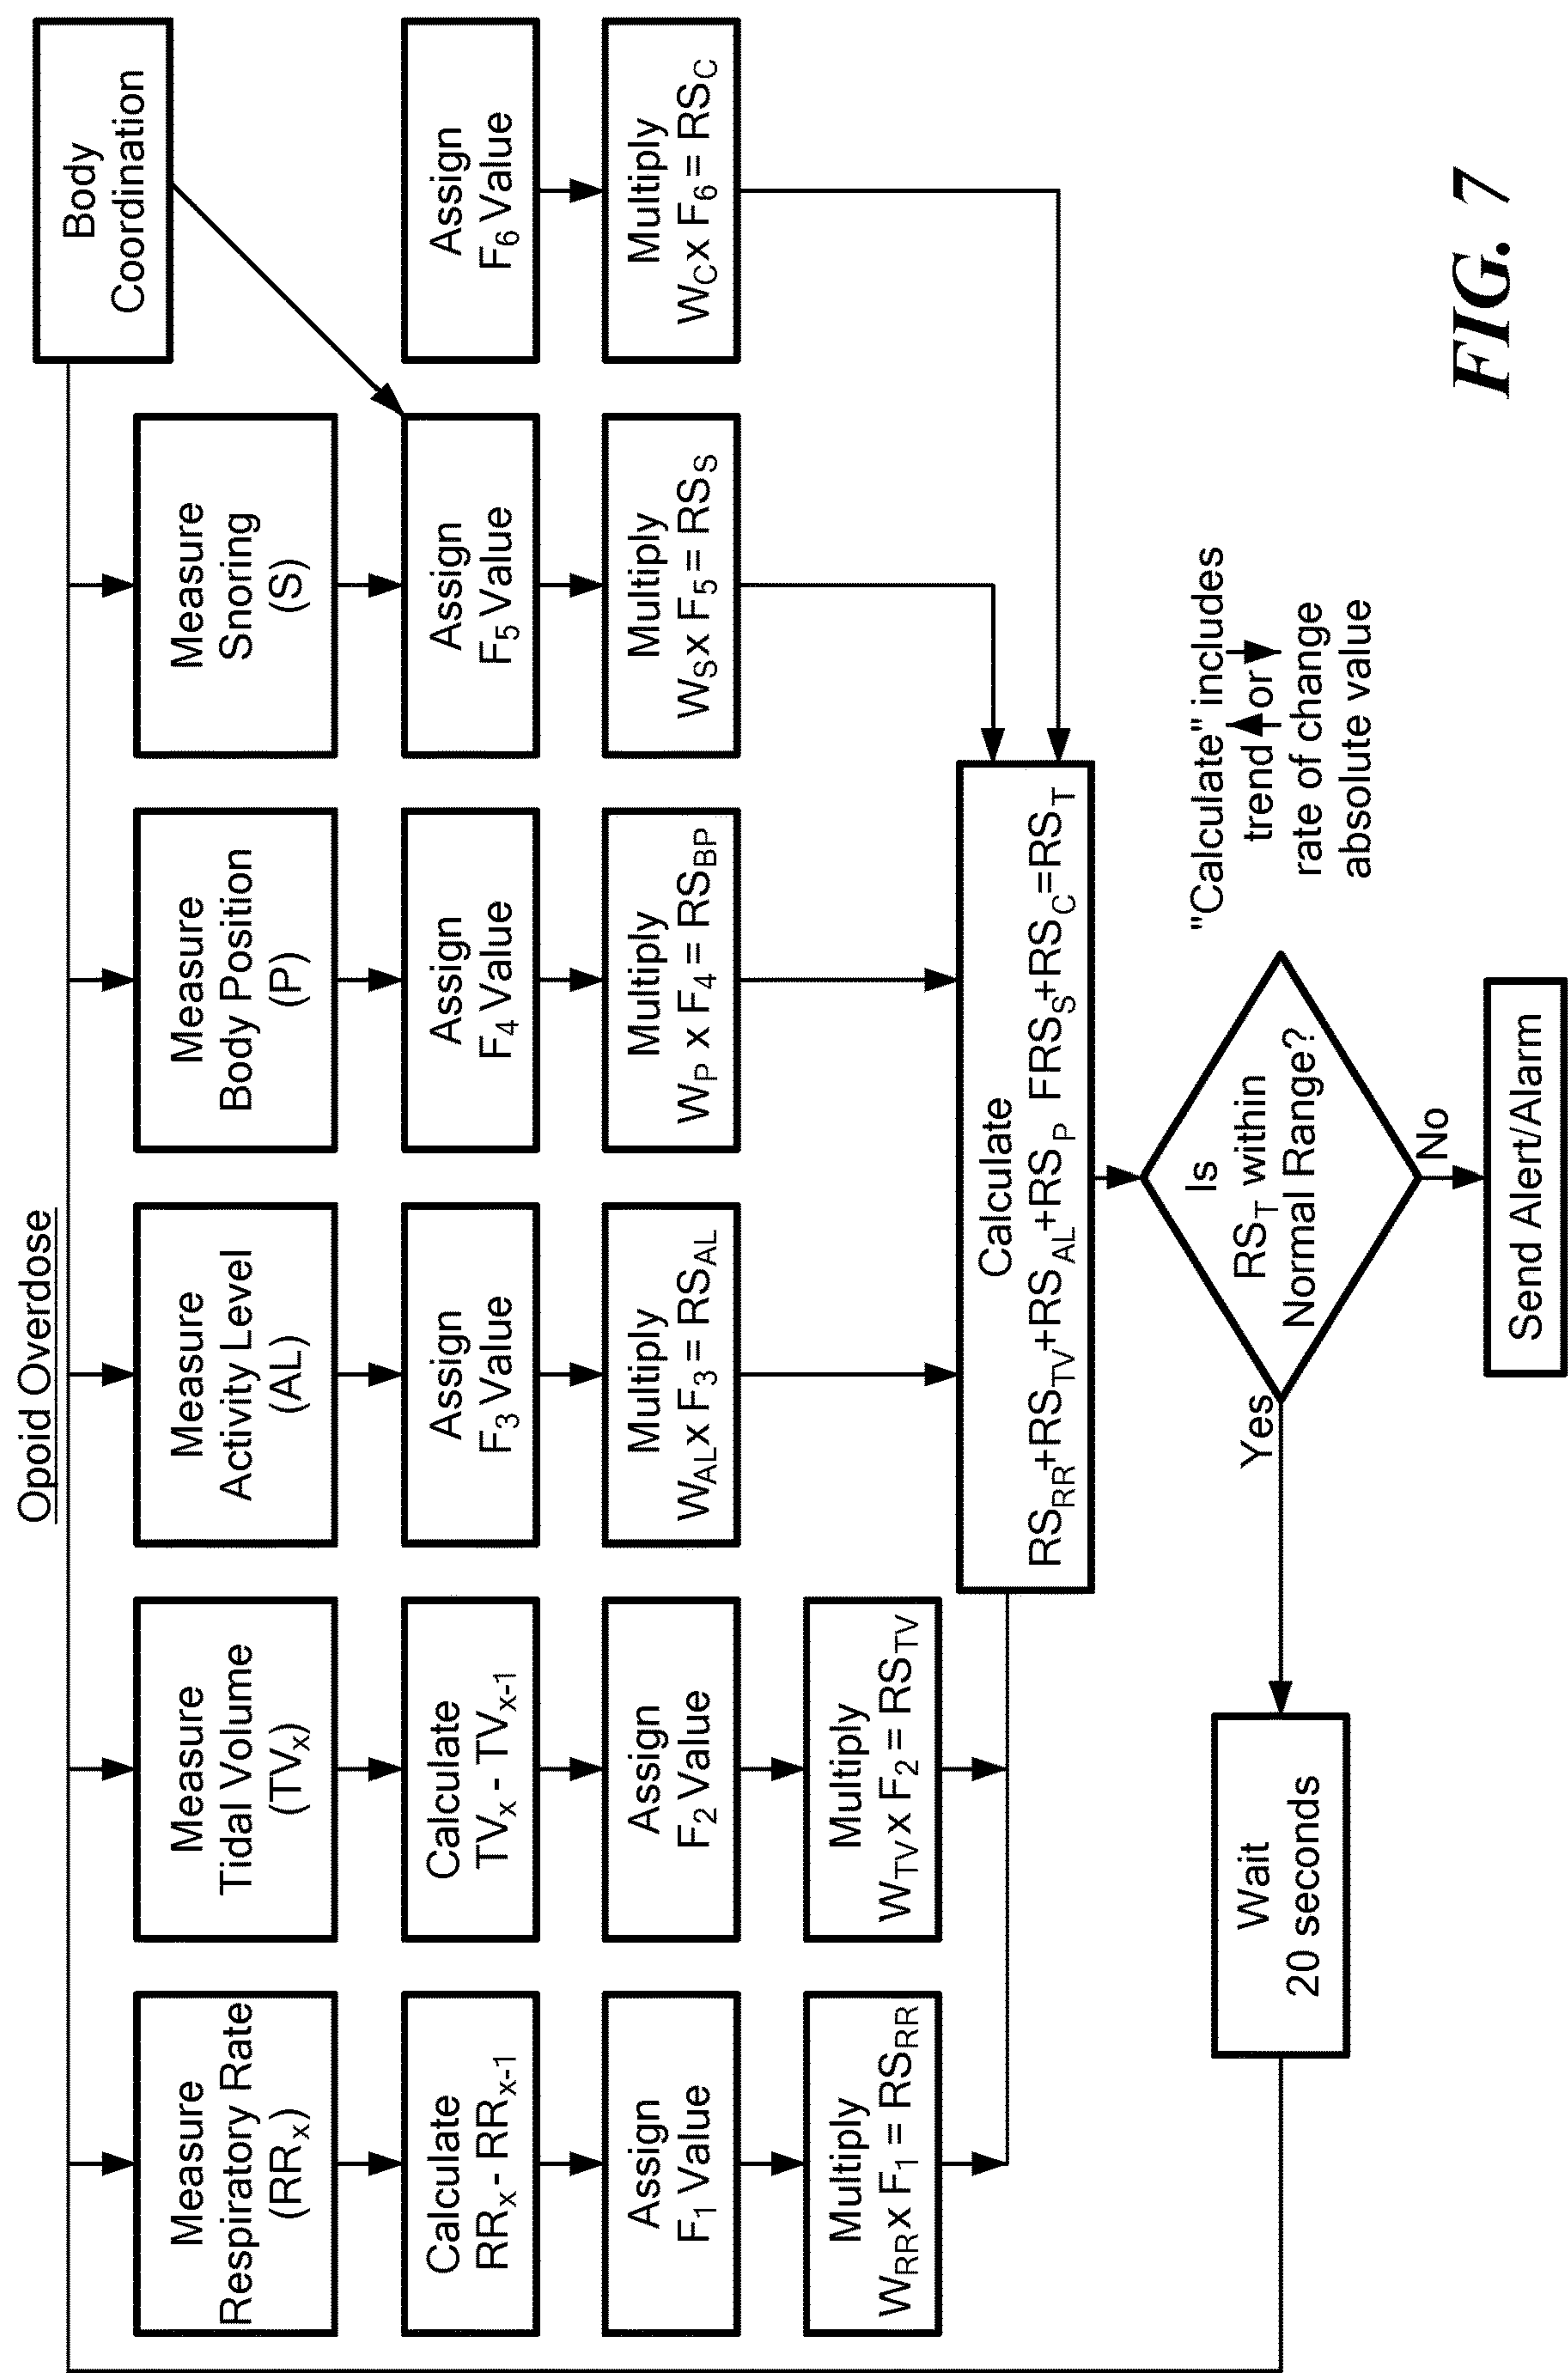 Opoid Overdose
Body
Coordination
Measure
Respiratory Rate
(RRx)
Measure
Tidal Volume
(TVx)
Measure
Activity Level
(AL)
Measure
Body Position
(P)
Measure
Snoring
(S)
Calculate
RRx - RRx-1
Calculate
TVx - TVx-1
Assign
F3 Value
Assign
F4 Value
Assign
F5 Value
Assign
F6 Value
Assign
F1 Value
Assign
F2 Value
Multiply
WAL x F3 = RSAL
Multiply
WP x F4 = RSBP
Multiply
WS x F5 = RSS
Multiply
WC x F6 = RSC
Multiply
WRR x F1 = RSRR
Multiply
WTV x F2 = RSTV
Calculate
RSRR+RSTV+RSAL+RSP FRSS+RSC=RST
"Calculate" includes
trend or
rate of change
absolute value
Is
RST within
Normal Range?
Yes
No
Wait
20 seconds
Send Alert/Alarm
FIG. 7